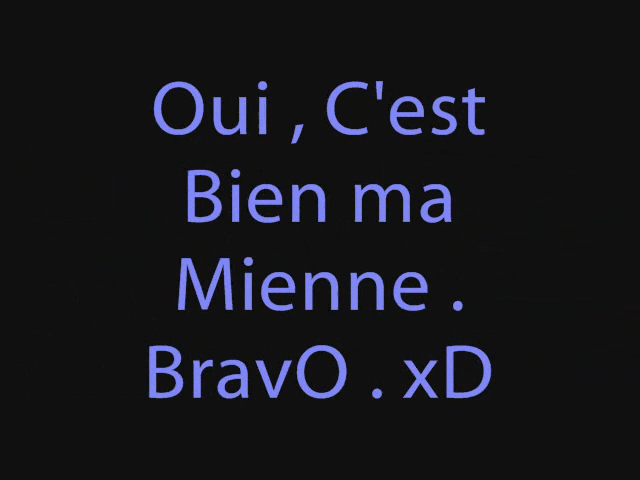 Oui , C'est
Bien ma
Mienne .
BravO . xD